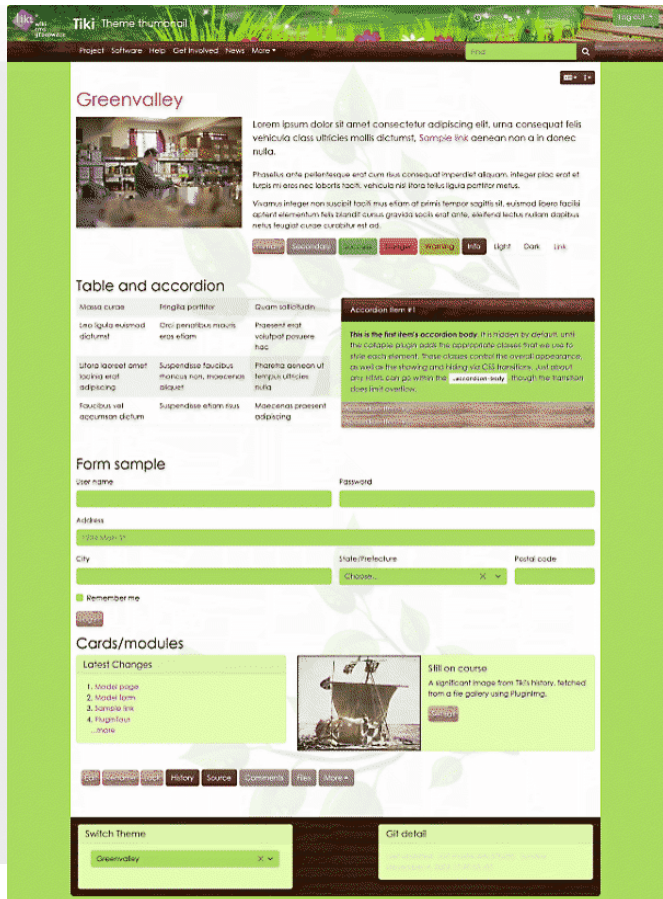 Tiki Theme thumbnail
Log out
Project Software Help Get Involved News More
Find
Greenvalley
Lorem ipsum dolor sit amet consectetur adipiscing elit, urna consequat felis
vehicula class ultricies mollis dictumst, Sample link aenean non a in donec
nulla.
Phasellus ante pellentesque erat cum risus consequat imperdiet aliquam, integer placerat et
turpis mi eros nec lobortis taciti, vehicula nisl litora tellus ligula porttitor metus.
Vivamus integer non suscipit taciti mus etiam at primis tempor sagittis sit, euismod libero facilisi
aptent elementum felis blandit cursus gravida sociis erat ante, eleifend lectus nullam dapibus
netus feugiat curae curabitur est ad.
Primary Secondary Success Danger Warning Info Light Dark Link
Table and accordion
Massa curae Fringilla porttitor Quam sollicitudin
Leo ligula euismod
dictumst
Orci penatibus mauris
eros etiam
Praesent erat
volutpat posuere
hac
Litora laoreet amet
lacinia erat
adipiscing
Suspendisse faucibus
rhoncus non, maecenas
aliquet
Pharetra aenean ut
tempus ultricies
nulla
Faucibus vel
accumsan dictum
Suspendisse etiam risus
Maecenas praesent
adipiscing
Accordion Item #1
This is the first item's accordion body. It is hidden by default, until
the collapse plugin adds the appropriate classes that we use to
style each element. These classes control the overall appearance,
as well as the showing and hiding via CSS transitions. Just about
any HTML can go within the .accordion-body, though the transition
does limit overflow.
Form sample
User name Password
Address
1234 Main St
City State/Prefecture Postal code
Choose...
Remember me
Cards/modules
Latest Changes
1. Model page
2. Model form
3. Sample link
4. PluginTour
...more
Still on course
A significant image from Tiki's history, fetched
from a file gallery using PluginImg.
Edit Rename Lock History Source Comments Files More
Switch Theme
Greenvalley
Git detail